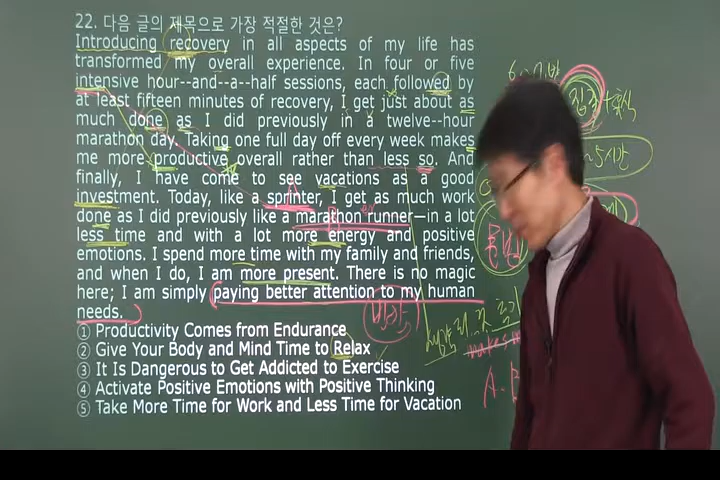 22. 다음 글의 제목으로 가장 적절한 것은?
Introducing recovery in all aspects of my life has
transformed my overall experience. In four or five
intensive hour--and--a--half sessions, each followed by
at least fifteen minutes of recovery, I get just about as
much done as I did previously in a twelve--hour
marathon day. Taking one full day off every week makes
me more productive overall rather than less so. And
finally, I have come to see vacations as a good
investment. Today, like a sprinter, I get as much work
done as I did previously like a marathon runner—in a lot
less time and with a lot more energy and positive
emotions. I spend more time with my family and friends,
and when I do, I am more present. There is no magic
here; I am simply (paying better attention to my human
needs. )
① Productivity Comes from Endurance
② Give Your Body and Mind Time to Relax
③ It Is Dangerous to Get Addicted to Exercise
④ Activate Positive Emotions with Positive Thinking
⑤ Take More Time for Work and Less Time for Vacation